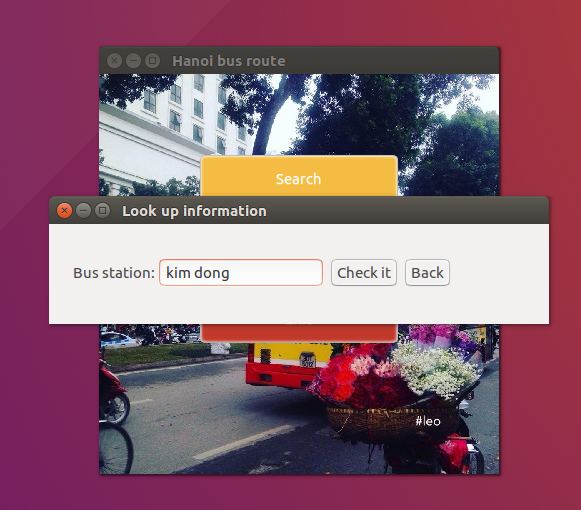 Hanoi bus route
Search
Look up information
Bus station: kim dong Check it Back
#leo